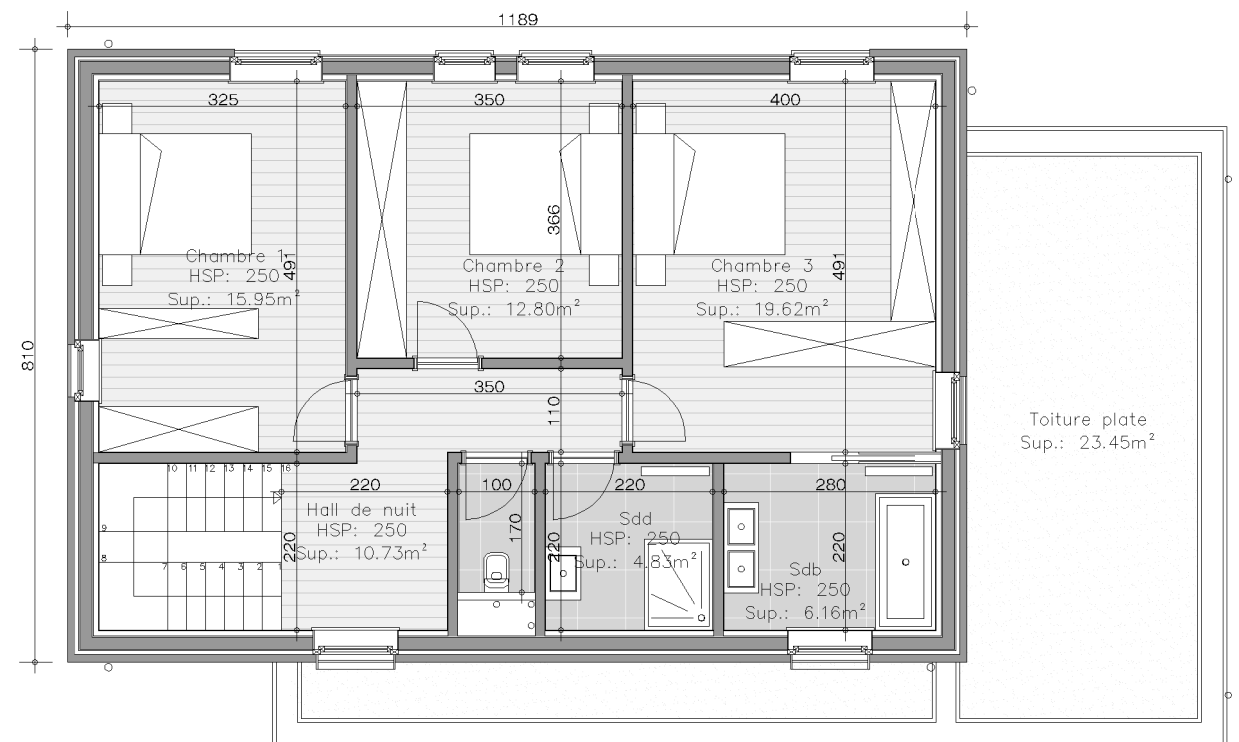 1189
810
325
350
400
Chambre 1
HSP: 250
Sup.: 15.95m²
491
Chambre 2
HSP: 250
Sup.: 12.80m²
366
Chambre 3
HSP: 250
Sup.: 19.62m²
491
350
110
Toiture plate
Sup.: 23.45m²
10 11 12 13 14 15 16
9
8
7 6 5 4 3 2 1
220
Hall de nuit
HSP: 250
Sup.: 10.73m²
220
100
170
220
Sdd
HSP: 250
Sup.: 4.83m²
220
280
Sdb
HSP: 250
Sup.: 6.16m²
220